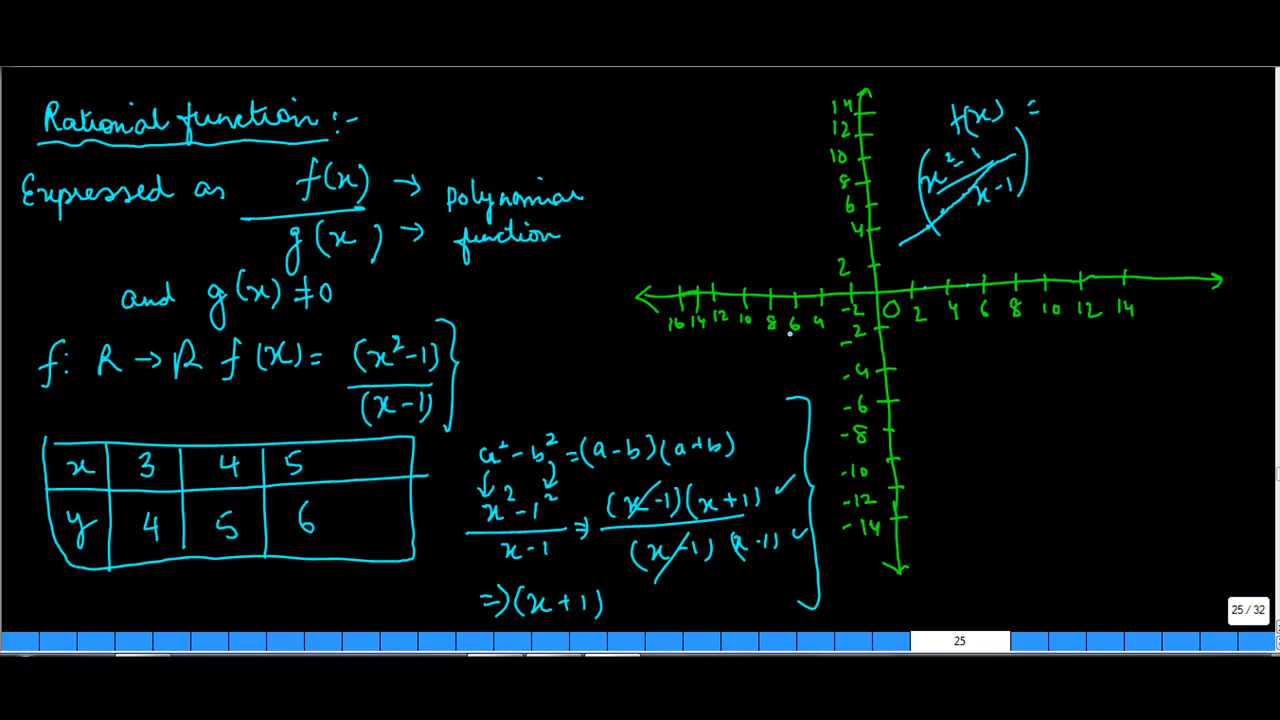 Rational function :-
Expressed as f(x) → polynomial
g(x) → function
and g(x) ≠ 0
f: R → R f(x) = (x²-1)
(x-1)
x 3 4 5
y 4 5 6
a² - b² = (a-b)(a+b)
x² - 1² ⇒ (x-1)(x+1)
x-1 (x-1) (x-1)
⇒ (x+1)
f(x) =
(x²-1
x-1)
14
12
10
8
6
4
2
16 14 12 10 8 6 4 -2 0 2 4 6 8 10 12 14
-2
-4
-6
-8
-10
-12
-14
25 / 32
25